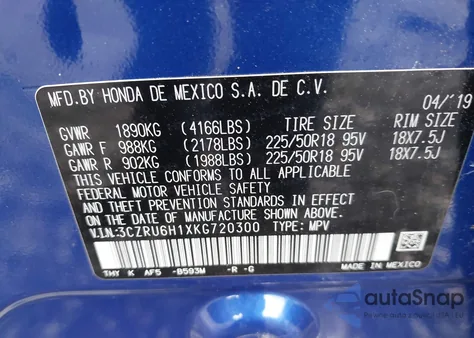 MFD.BY HONDA DE MEXICO S.A. DE C.V.
04/'19
GVWR 1890KG (4166LBS) TIRE SIZE RIM SIZE
GAWR F 988KG (2178LBS) 225/50R18 95V 18X7.5J
GAWR R 902KG (1988LBS) 225/50R18 95V 18X7.5J
THIS VEHICLE CONFORMS TO ALL APPLICABLE
FEDERAL MOTOR VEHICLE SAFETY AND
THEFT PREVENTION STANDARDS IN EFFECT
ON THE DATE OF MANUFACTURE SHOWN ABOVE.
V.I.N:3CZRU6H1XKG720300 TYPE: MPV
THY K AF5 -B593M -R -G
MADE IN MEXICO
autoSnap